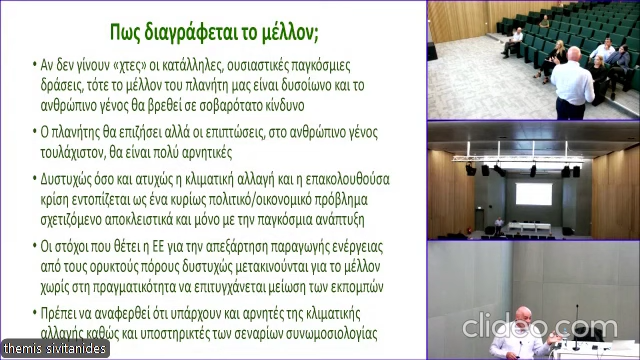 Πως διαγράφεται το μέλλον;
• Αν δεν γίνουν «χτες» οι κατάλληλες, ουσιαστικές παγκόσμιες
δράσεις, τότε το μέλλον του πλανήτη μας είναι δυσοίωνο και το
ανθρώπινο γένος θα βρεθεί σε σοβαρότατο κίνδυνο
• Ο πλανήτης θα επιζήσει αλλά οι επιπτώσεις, στο ανθρώπινο γένος
τουλάχιστον, θα είναι πολύ αρνητικές
• Δυστυχώς όσο και ατυχώς η κλιματική αλλαγή και η επακολουθούσα
κρίση εντοπίζεται ως ένα κυρίως πολιτικό/οικονομικό πρόβλημα
σχετιζόμενο αποκλειστικά και μόνο με την παγκόσμια ανάπτυξη
• Οι στόχοι που θέτει η ΕΕ για την απεξάρτηση παραγωγής ενέργειας
από τους ορυκτούς πόρους δυστυχώς μετακινούνται για το μέλλον
χωρίς στη πραγματικότητα να επιτυγχάνεται μείωση των εκπομπών
• Πρέπει να αναφερθεί ότι υπάρχουν και αρνητές της κλιματικής
αλλαγής καθώς και υποστηρικτές των σεναρίων συνωμοσιολογίας
themis sivitanides
clideo.com